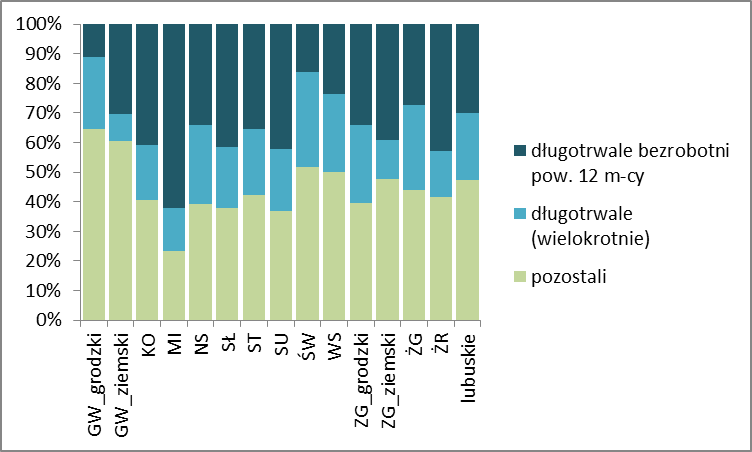 100%
90%
80%
70%
60%
50%
40%
30%
20%
10%
0%
GW_grodzki
GW_ziemski
KO
MI
NS
SŁ
ST
SU
ŚW
WS
ZG_grodzki
ZG_ziemski
ŻG
ŻR
lubuskie
długotrwale bezrobotni
pow. 12 m-cy
długotrwale
(wielokrotnie)
pozostali